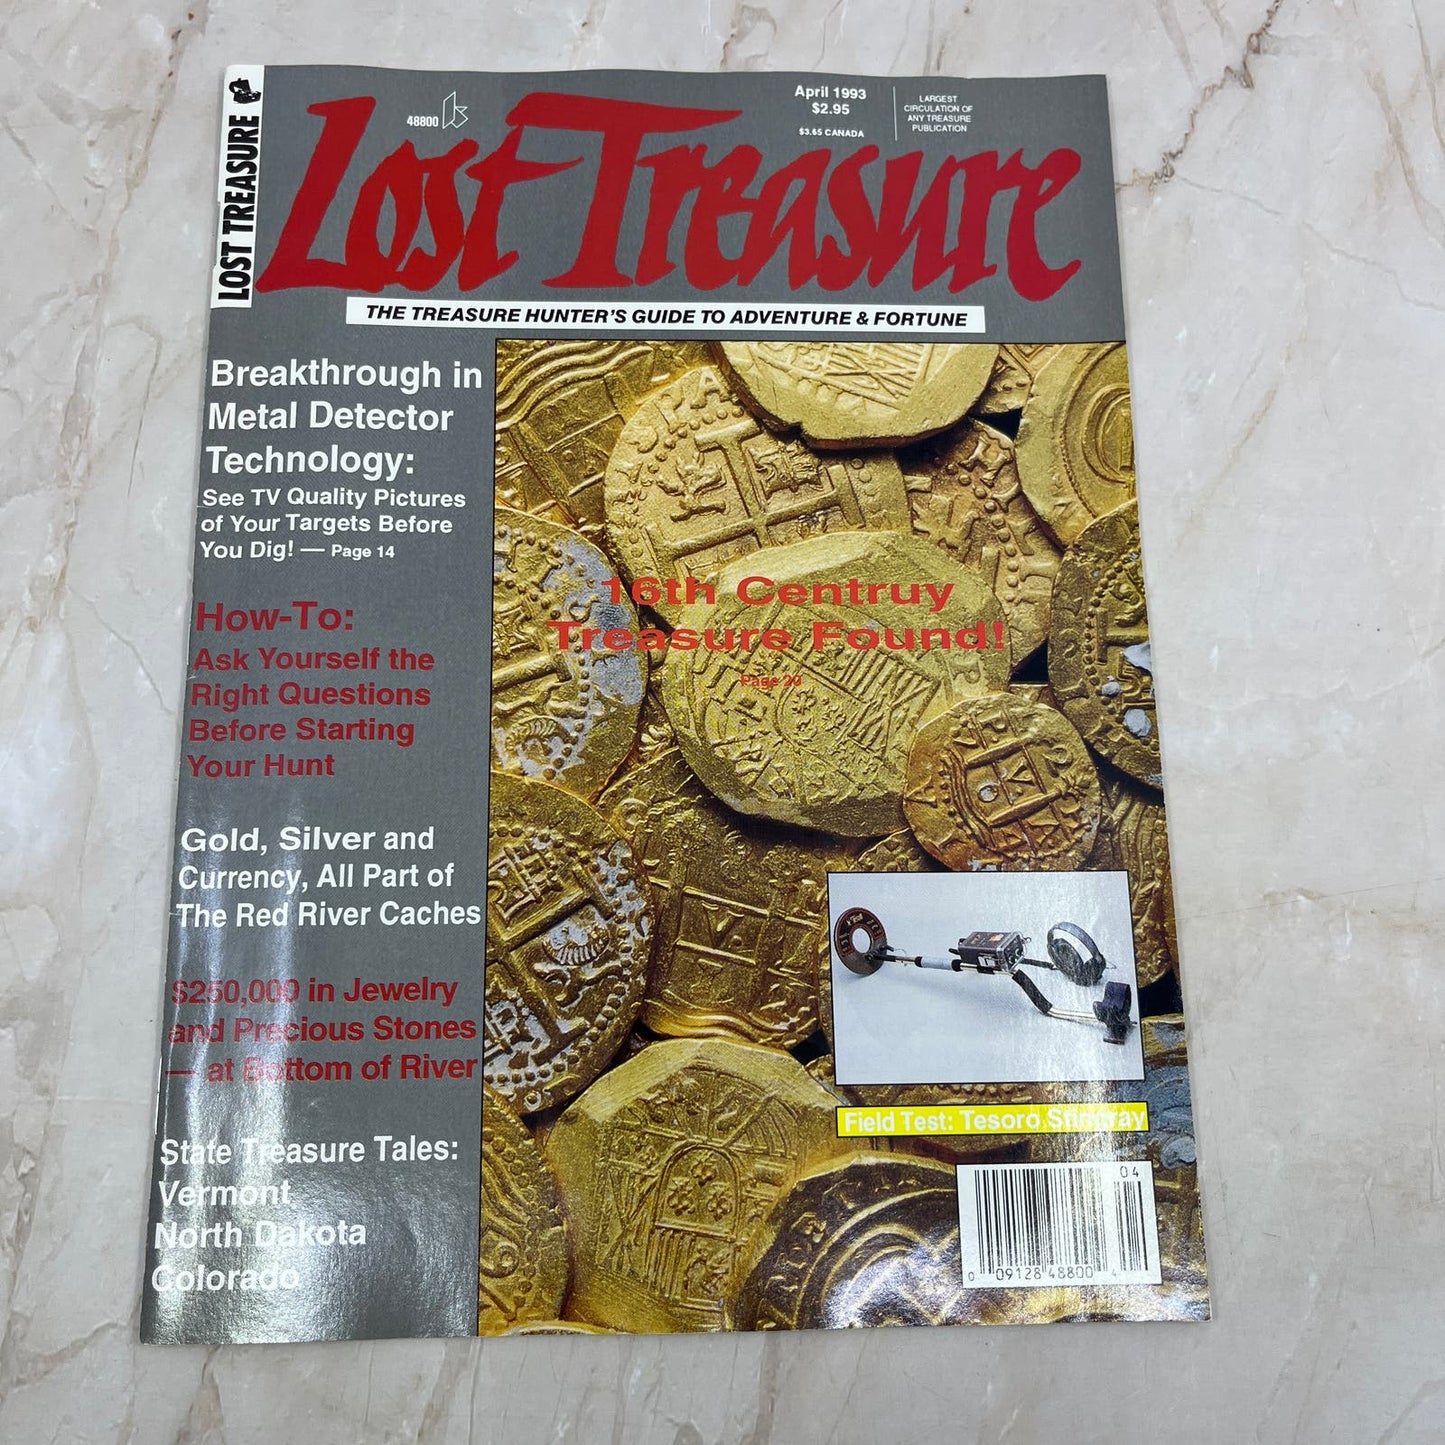 LOST TREASURE
48800
April 1993
$2.95
$3.65 CANADA
LARGEST
CIRCULATION OF
ANY TREASURE
PUBLICATION
Lost Treasure
THE TREASURE HUNTER'S GUIDE TO ADVENTURE & FORTUNE
Breakthrough in
Metal Detector
Technology:
See TV Quality Pictures
of Your Targets Before
You Dig! — Page 14
How-To:
Ask Yourself the
Right Questions
Before Starting
Your Hunt
Gold, Silver and
Currency, All Part of
The Red River Caches
$250,000 in Jewelry
and Precious Stones
— at Bottom of River
State Treasure Tales:
Vermont
North Dakota
Colorado
16th Centruy
Treasure Found!
Page 20
Field Test: Tesoro Stingray
04
0 09128 48800 4